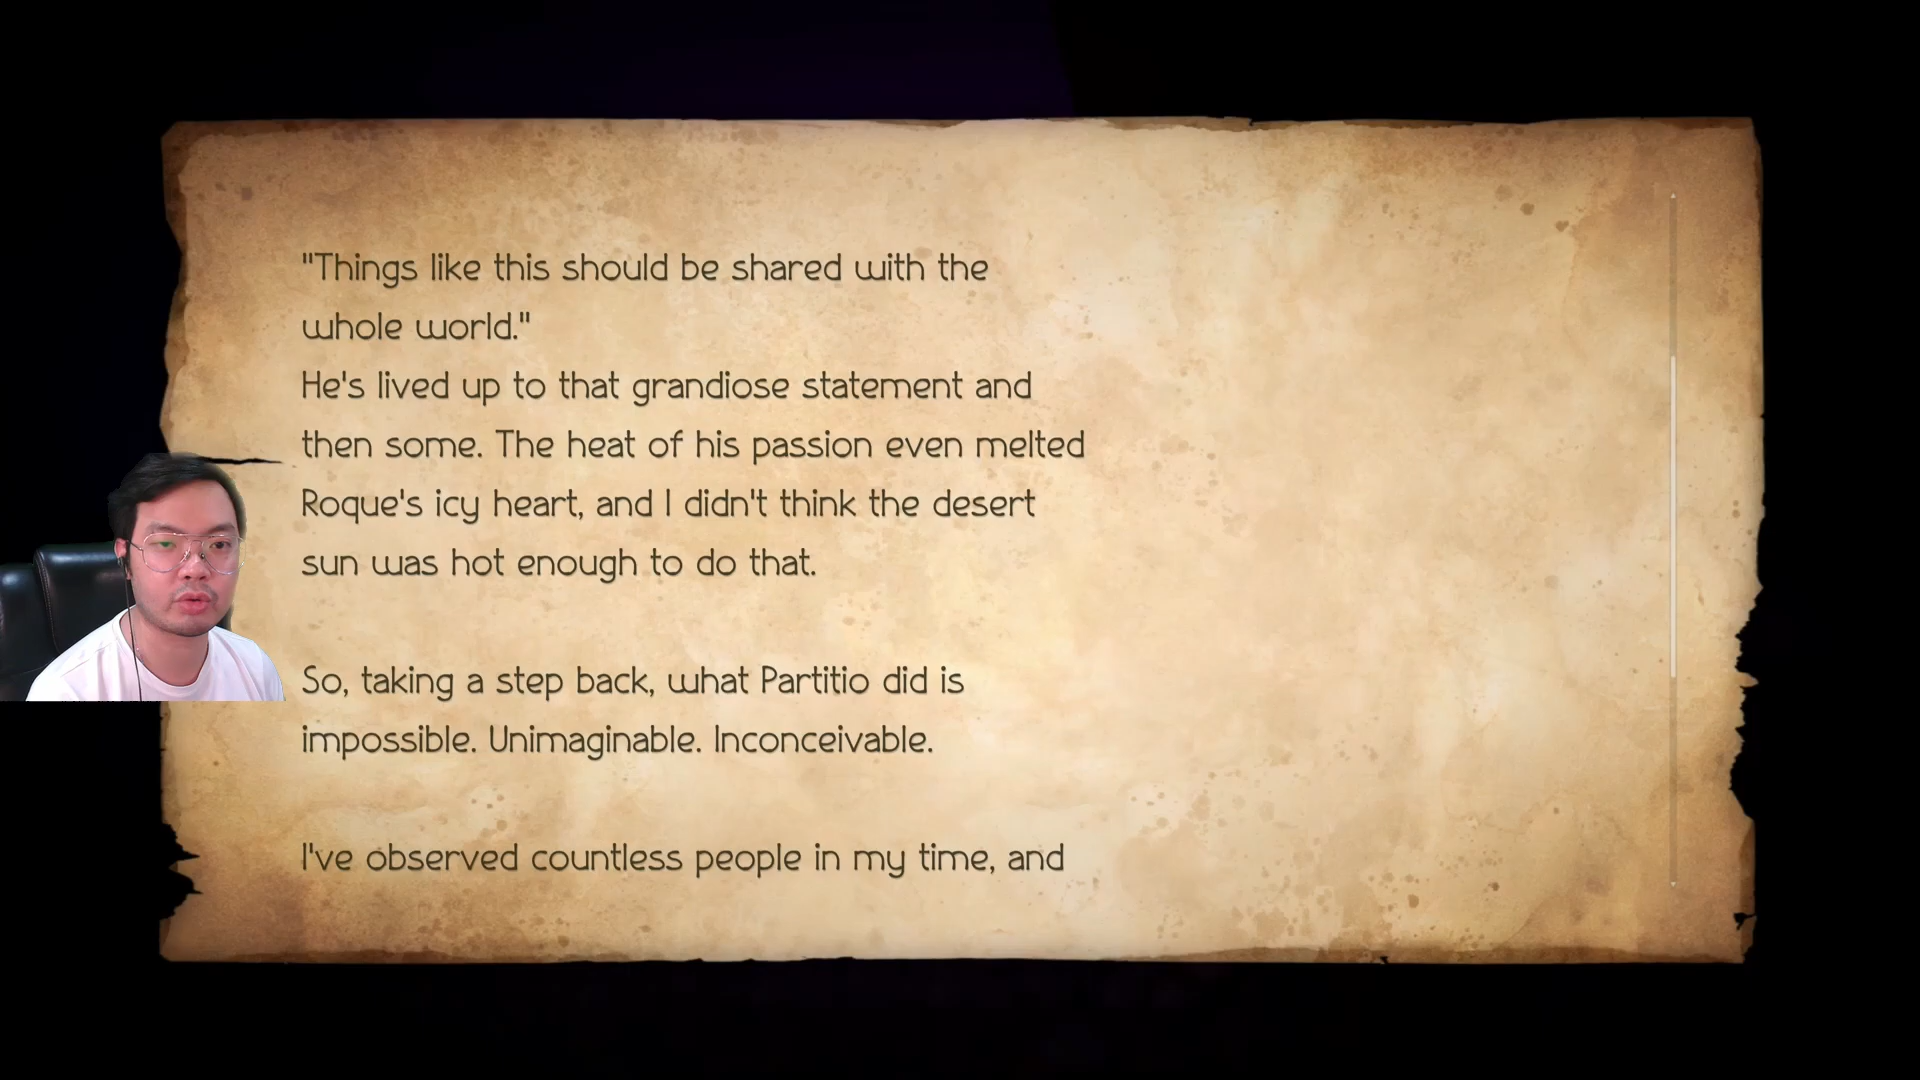 "Things like this should be shared with the
whole world."
He's lived up to that grandiose statement and
then some. The heat of his passion even melted
Roque's icy heart, and I didn't think the desert
sun was hot enough to do that.
So, taking a step back, what Partitio did is
impossible. Unimaginable. Inconceivable.
I've observed countless people in my time, and